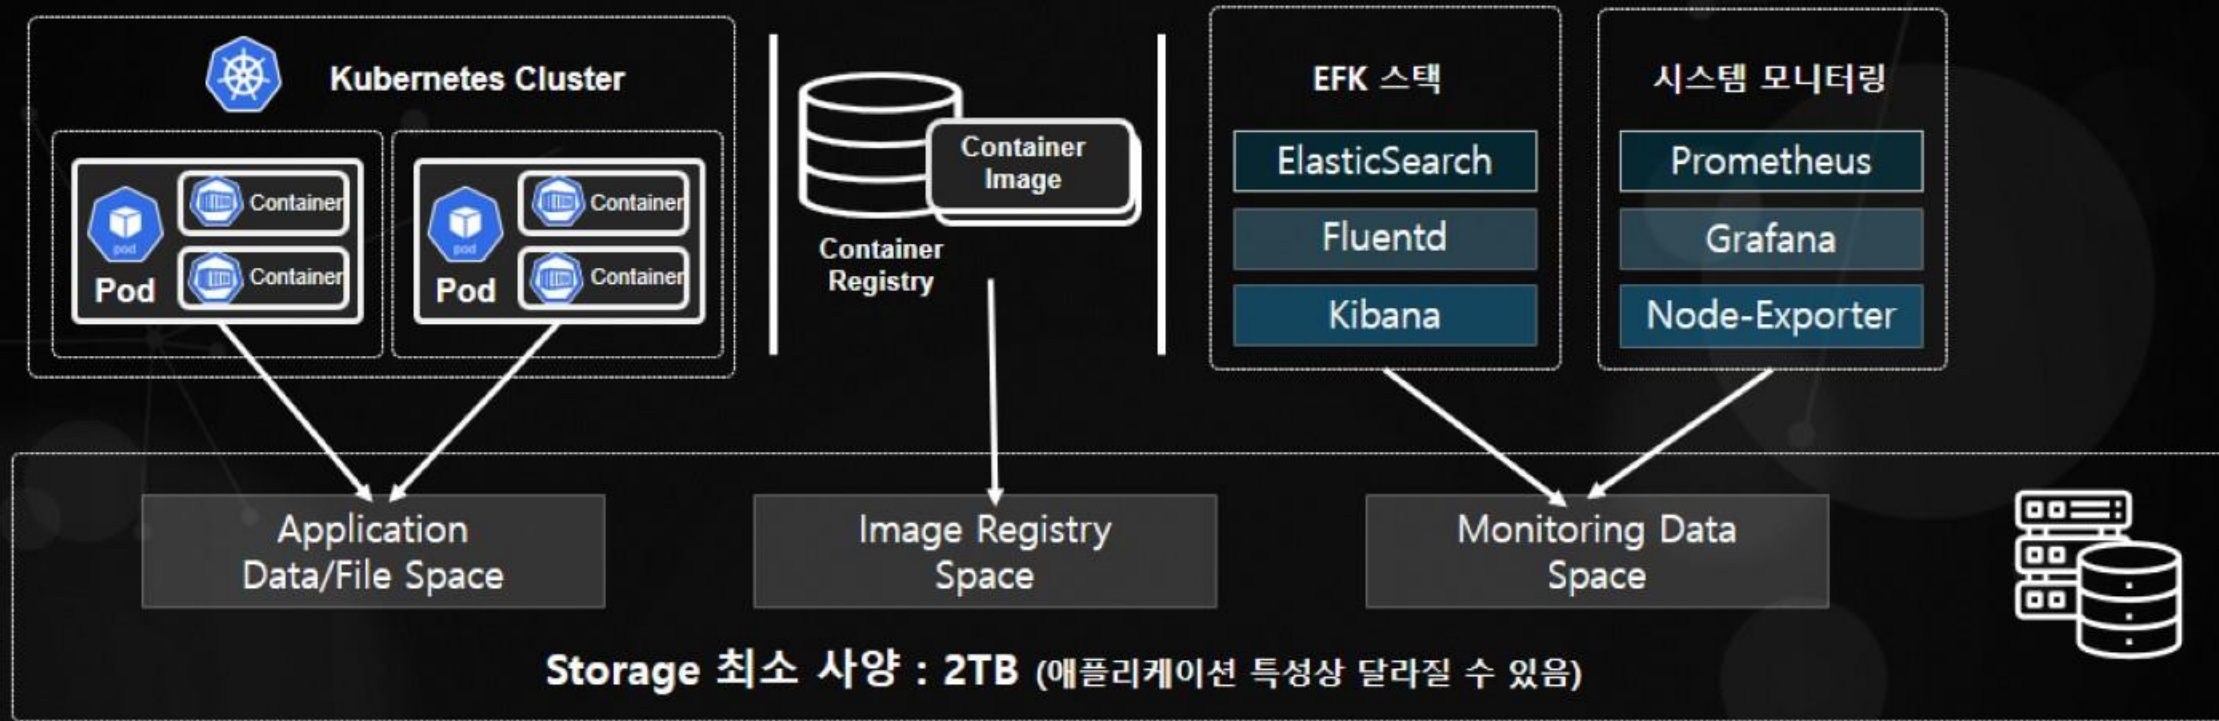 Kubernetes Cluster
pod
Pod
Container
Container
pod
Pod
Container
Container
Container
Image
Container
Registry
EFK 스택
ElasticSearch
Fluentd
Kibana
시스템 모니터링
Prometheus
Grafana
Node-Exporter
Application
Data/File Space
Image Registry
Space
Monitoring Data
Space
Storage 최소 사양 : 2TB (애플리케이션 특성상 달라질 수 있음)